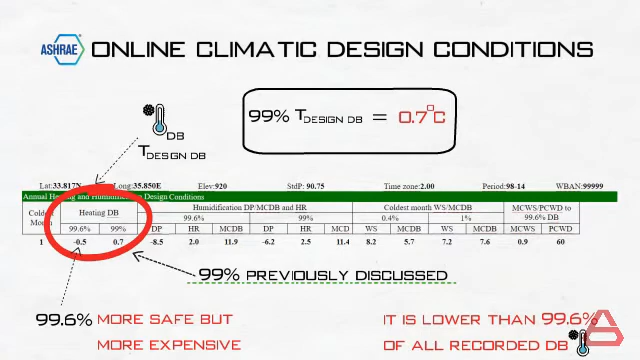 ASHRAE ONLINE CLIMATIC DESIGN CONDITIONS
99% TDESIGN DB = 0.7°C
DB
TDESIGN DB
Lat:33.817N Long:35.850E Elev:920 StdP: 90.75 Time zone:2.00 Period:98-14 WBAN:99999
Annual Heating and Humidification Design Conditions
Coldest Month Heating DB Humidification DP/MCDB and HR Coldest month WS/MCDB MCWS/PCWD to 99.6% DB
99.6% 99% 0.4% 1%
99.6% 99% DP HR MCDB DP HR MCD WS MCDB WS MCDB MCWS PCWD
1 -0.5 0.7 -8.5 2.0 11.9 -6.2 2.5 11.4 8.2 5.7 7.2 7.6 0.9 60
99% PREVIOUSLY DISCUSSED
99.6% MORE SAFE BUT
MORE EXPENSIVE
IT IS LOWER THAN 99.6%
OF ALL RECORDED DB